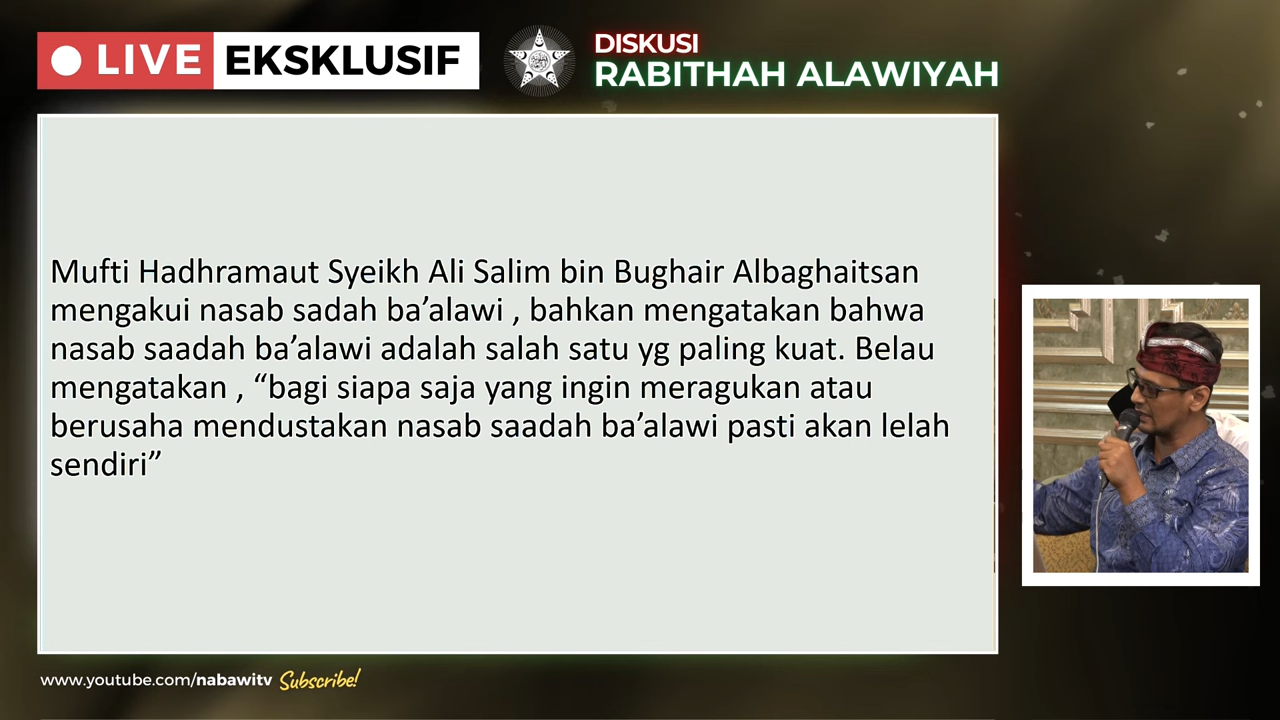 LIVE EKSKLUSIF
DISKUSI
RABITHAH ALAWIYAH
Mufti Hadhramaut Syeikh Ali Salim bin Bughair Albaghaitsan
mengakui nasab sadah ba’alawi , bahkan mengatakan bahwa
nasab saadah ba’alawi adalah salah satu yg paling kuat. Belau
mengatakan , “bagi siapa saja yang ingin meragukan atau
berusaha mendustakan nasab saadah ba’alawi pasti akan lelah
sendiri”
www.youtube.com/nabawitv Subscribe!